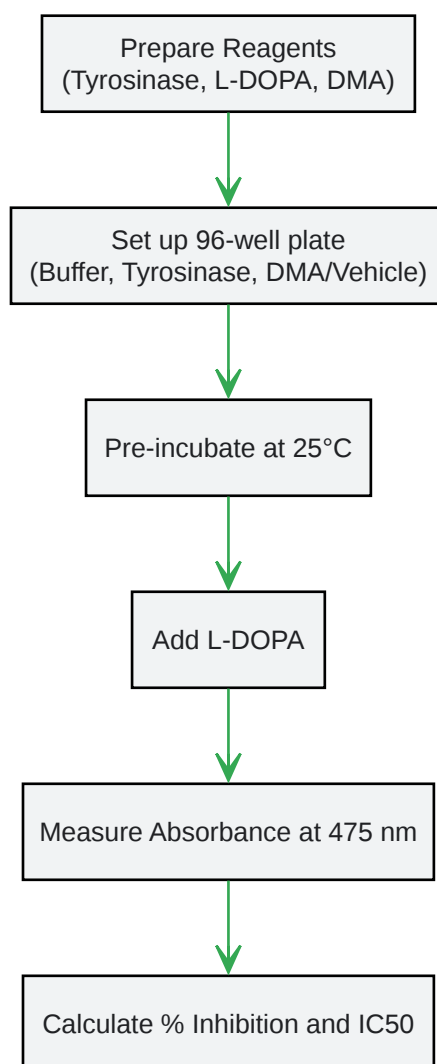 Prepare Reagents
(Tyrosinase, L-DOPA, DMA)
Set up 96-well plate
(Buffer, Tyrosinase, DMA/Vehicle)
Pre-incubate at 25°C
Add L-DOPA
Measure Absorbance at 475 nm
Calculate % Inhibition and IC50